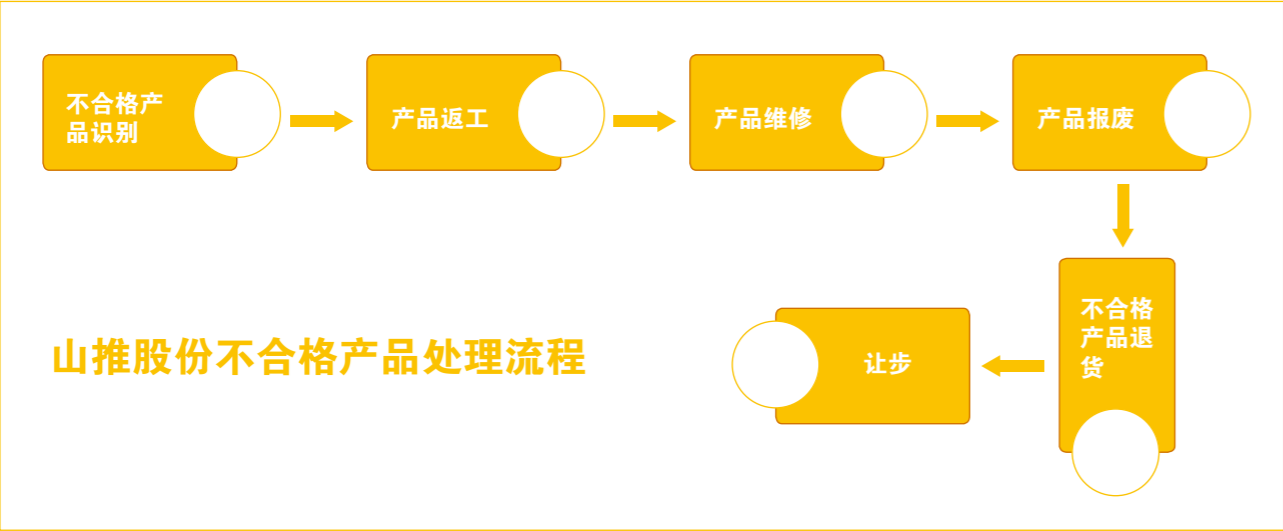 不合格产
品识别
产品返工
产品维修
产品报废
不合格
产品退
货
让步
山推股份不合格产品处理流程